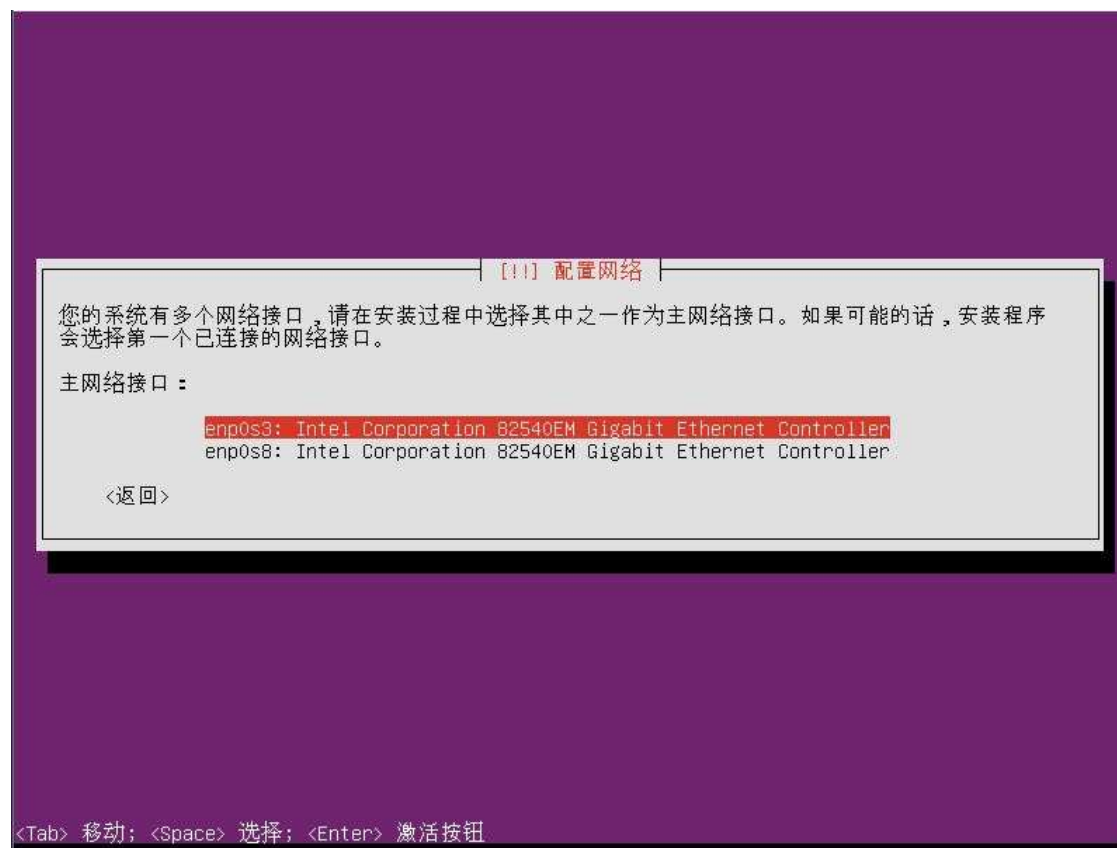 [!!] 配置网络
您的系统有多个网络接口,请在安装过程中选择其中之一作为主网络接口。如果可能的话,安装程序
会选择第一个已连接的网络接口。
主网络接口:
enp0s3: Intel Corporation 82540EM Gigabit Ethernet Controller
enp0s8: Intel Corporation 82540EM Gigabit Ethernet Controller
<返回>
<Tab> 移动; <Space> 选择; <Enter> 激活按钮